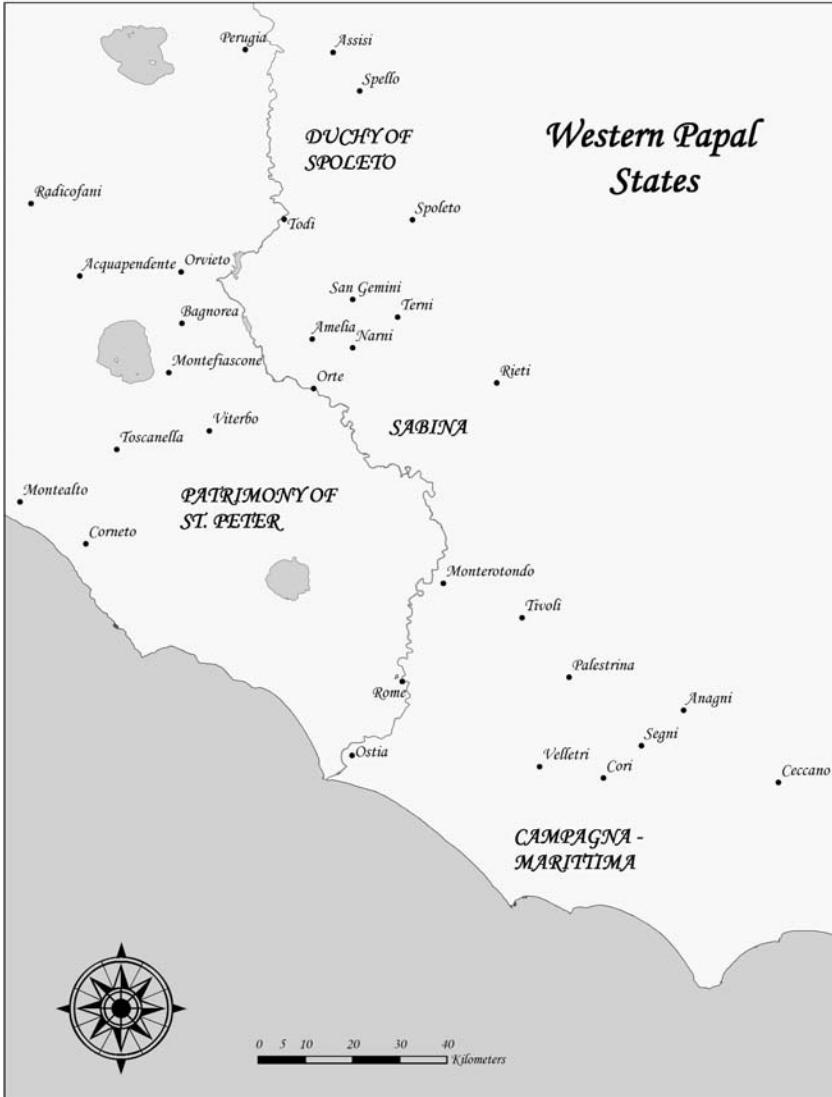 Perugia
Assisi
Spello
DUCHY OF
SPOLETO
Western Papal
States
Radicofani
Todi
Spoleto
Acquapendente
Orvieto
San Gemini
Terni
Bagnorea
Amelia
Narni
Montefiascone
Orte
Rieti
Viterbo
SABINA
Toscanella
Montealto
PATRIMONY OF
ST. PETER
Corneto
Monterotondo
Tivoli
Palestrina
Rome
Anagni
Segni
Ostia
Velletri
Cori
Ceccano
CAMPAGNA -
MARITTIMA
0 5 10 20 30 40
Kilometers